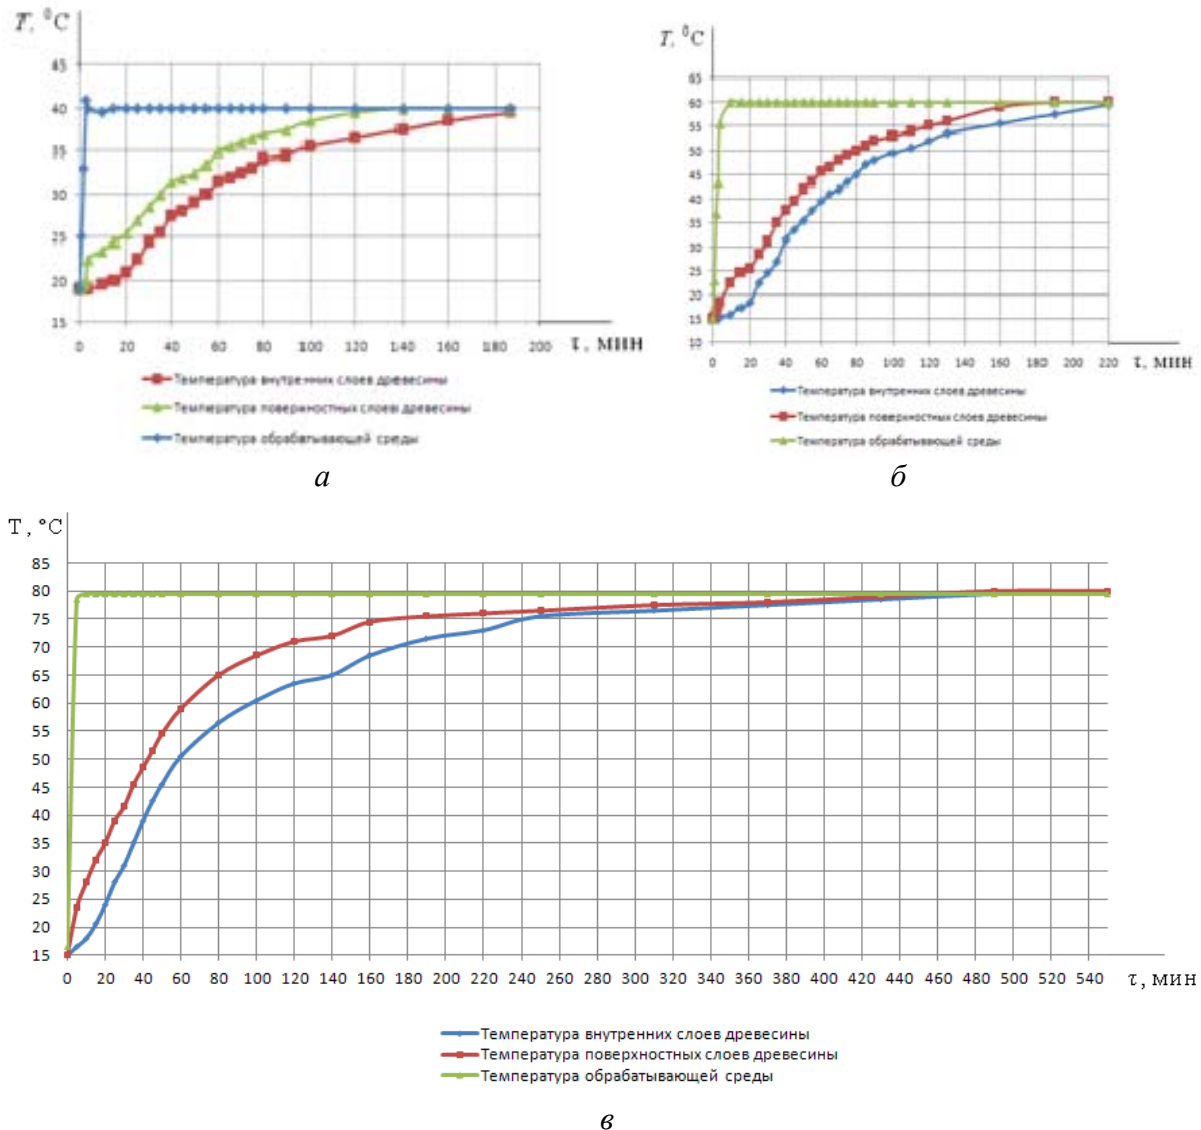 T, ⁰C
45
40
35
30
25
20
15
0 20 40 60 80 100 120 140 160 180 200 τ, мин
Температура внутренних слоев древесины
Температура поверхностных слоев древесины
Температура обрабатывающей среды
а
T, ⁰C
65
60
55
50
45
40
35
30
25
20
15
10
0 20 40 60 80 100 120 140 160 180 200 220 τ, мин
Температура внутренних слоев древесины
Температура поверхностных слоев древесины
Температура обрабатывающей среды
б
T, °C
85
80
75
70
65
60
55
50
45
40
35
30
25
20
15
0 20 40 60 80 100 120 140 160 180 200 220 240 260 280 300 320 340 360 380 400 420 440 460 480 500 520 540 τ, мин
Температура внутренних слоев древесины
Температура поверхностных слоев древесины
Температура обрабатывающей среды
в